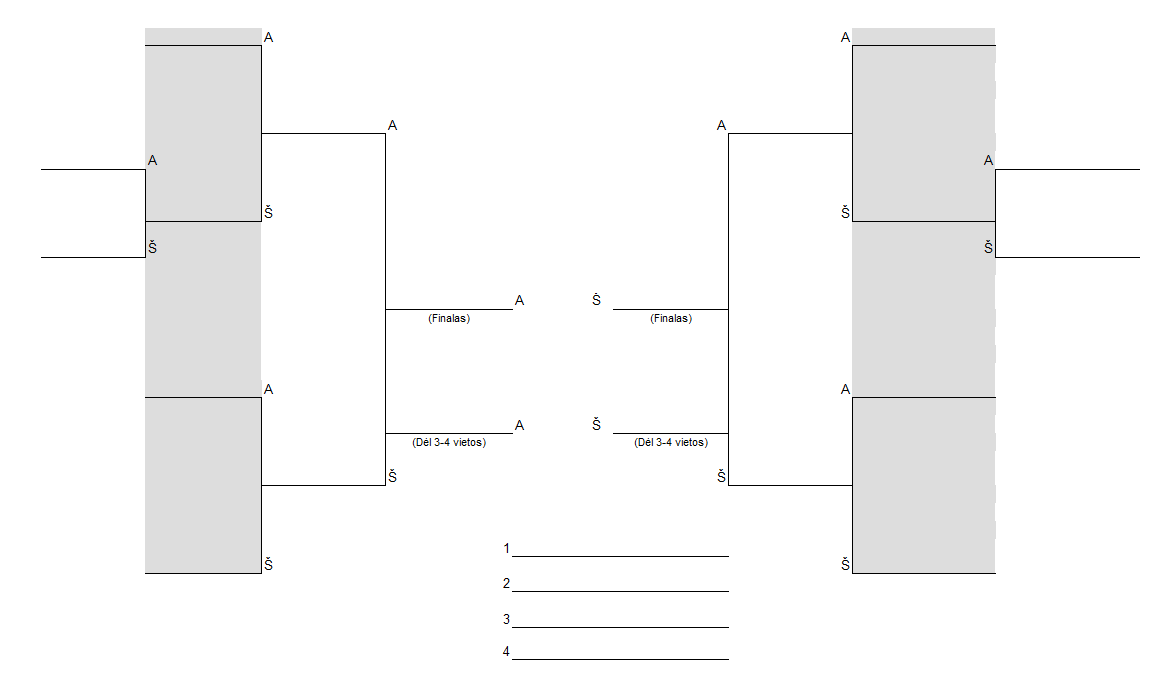 A A
A A
A A
Š Š
Š Š
A Š
(Finalas) (Finalas)
A A
A Š
(Dėl 3-4 vietos) (Dėl 3-4 vietos)
Š Š
1
2
Š Š
3
4